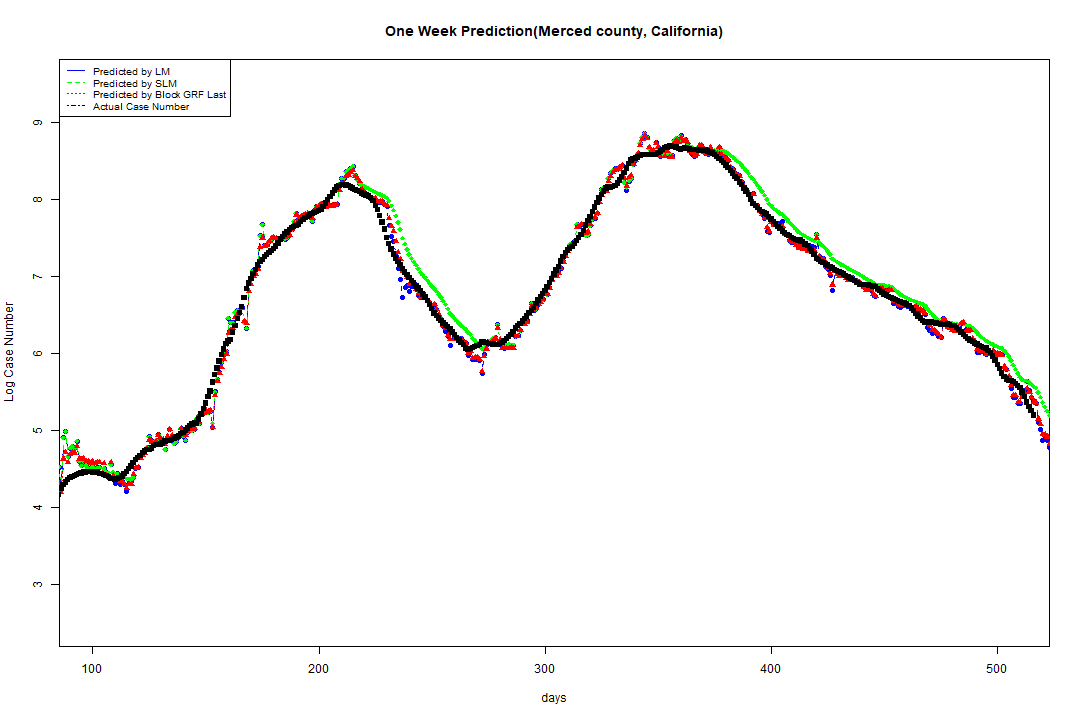 One Week Prediction(Merced county, California)
Predicted by LM
Predicted by SLM
Predicted by Block GRF Last
Actual Case Number
9
8
7
6
5
4
3
Log Case Number
100 200 300 400 500
days